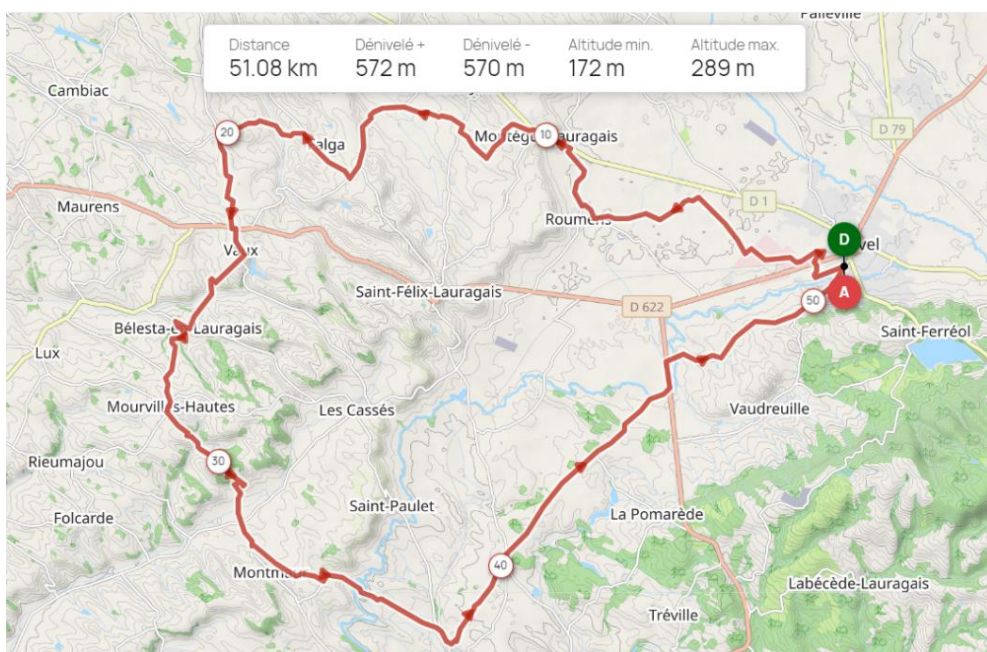 Distance Dénivelé + Dénivelé - Altitude min. Altitude max.
51.08 km 572 m 570 m 172 m 289 m
Cambiac
D 79
20
10
D 1
Maurens
Roumens
D
Saint-Félix-Lauragais
A
50
D 622
Saint-Ferréol
Lux
Mourvilles-Hautes
Les Cassés
Vaudreuille
Rieumajou
30
Folcarde
Saint-Paulet
La Pomarède
40
Labécède-Lauragais
Tréville